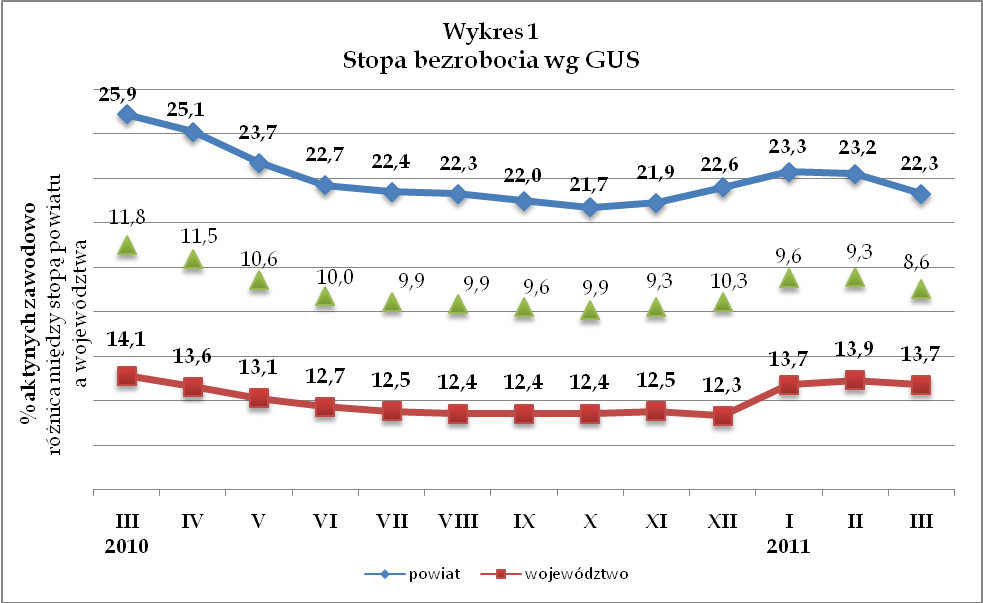 Wykres 1
Stopa bezrobocia wg GUS
% aktynych zawodowo
różnica między stopą powiatu
a województwa
25,9 25,1 23,7 22,7 22,4 22,3 22,0 21,7 21,9 22,6 23,3 23,2 22,3
11,8 11,5 10,6 10,0 9,9 9,9 9,6 9,9 9,3 10,3 9,6 9,3 8,6
14,1 13,6 13,1 12,7 12,5 12,4 12,4 12,4 12,5 12,3 13,7 13,9 13,7
III IV V VI VII VIII IX X XI XII I II III
2010 2011
powiat województwo